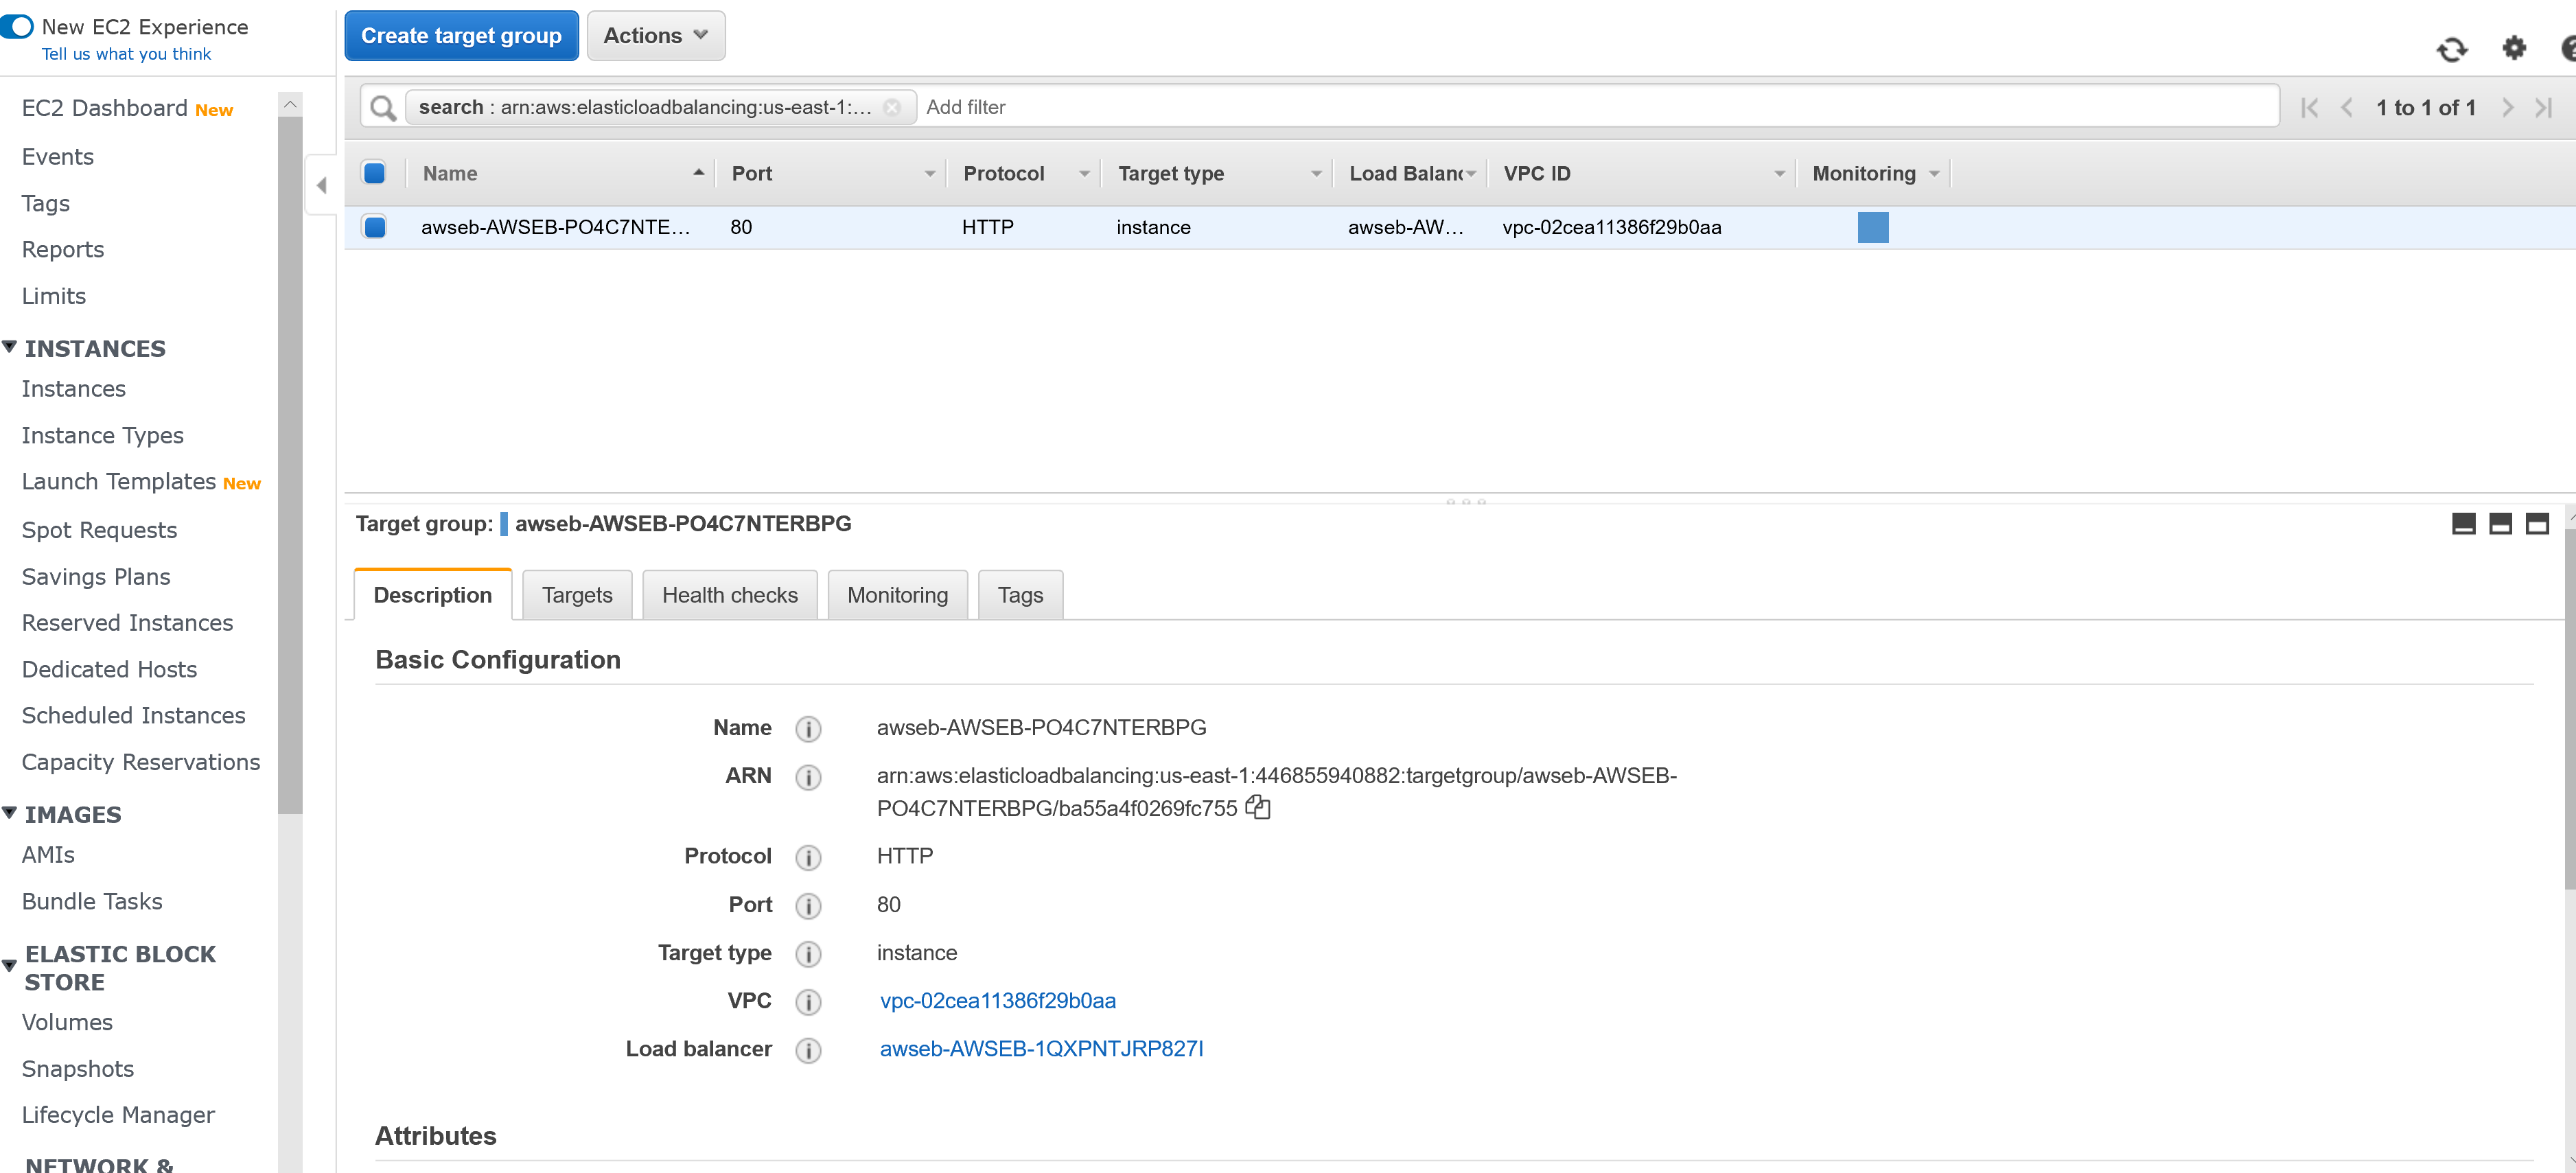 New EC2 Experience
Tell us what you think
EC2 Dashboard New
Events
Tags
Reports
Limits
INSTANCES
Instances
Instance Types
Launch Templates New
Spot Requests
Savings Plans
Reserved Instances
Dedicated Hosts
Scheduled Instances
Capacity Reservations
IMAGES
AMIs
Bundle Tasks
ELASTIC BLOCK
STORE
Volumes
Snapshots
Lifecycle Manager
NETWORK &
Create target group Actions
search : arn:aws:elasticloadbalancing:us-east-1:... Add filter 1 to 1 of 1
Name Port Protocol Target type Load Balanc VPC ID Monitoring
awseb-AWSEB-PO4C7NTE... 80 HTTP instance awseb-AW... vpc-02cea11386f29b0aa
Target group: awseb-AWSEB-PO4C7NTERBPG
Description Targets Health checks Monitoring Tags
Basic Configuration
Name awseb-AWSEB-PO4C7NTERBPG
ARN arn:aws:elasticloadbalancing:us-east-1:446855940882:targetgroup/awseb-AWSEB-
PO4C7NTERBPG/ba55a4f0269fc755
Protocol HTTP
Port 80
Target type instance
VPC vpc-02cea11386f29b0aa
Load balancer awseb-AWSEB-1QXPNTJRP827I
Attributes